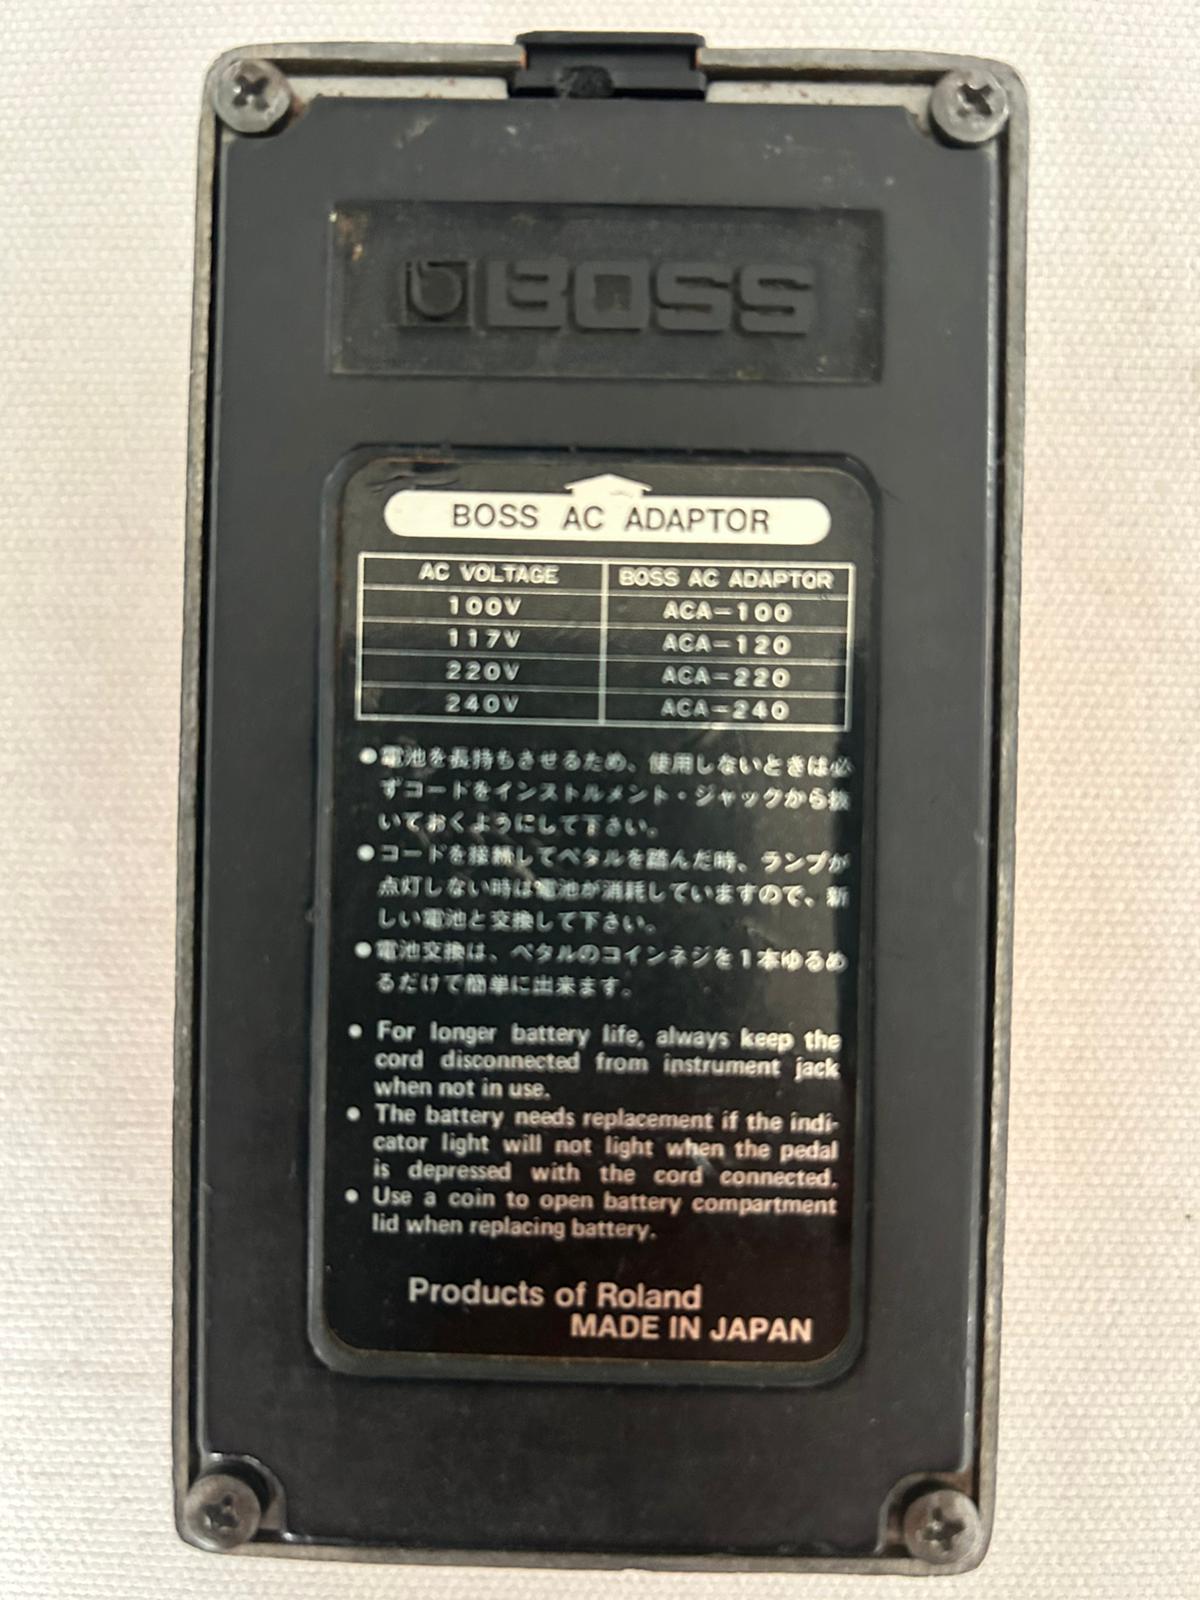 BOSS
BOSS AC ADAPTOR
AC VOLTAGE BOSS AC ADAPTOR
100V ACA-100
117V ACA-120
220V ACA-220
240V ACA-240
●電池を長持ちさせるため、使用しないときは必
ずコードをインストルメント・ジャックから抜
いておくようにして下さい。
●コードを接続してペダルを踏んだ時、ランプが
点灯しない時は電池が消耗していますので、新
しい電池と交換して下さい。
●電池交換は、ペダルのコインネジを1本ゆるめ
るだけで簡単に出来ます。
● For longer battery life, always keep the
cord disconnected from instrument jack
when not in use.
● The battery needs replacement if the indi-
cator light will not light when the pedal
is depressed with the cord connected.
● Use a coin to open battery compartment
lid when replacing battery.
Products of Roland
MADE IN JAPAN